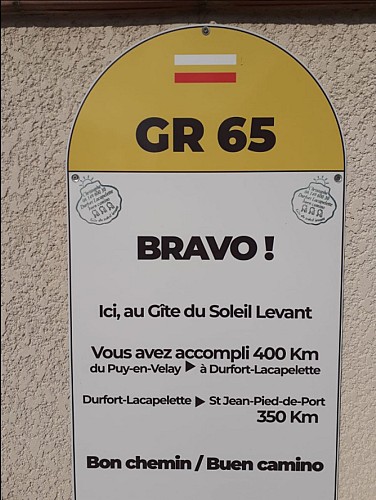 GR 65
BRAVO !
Ici, au Gîte du Soleil Levant
Vous avez accompli 400 Km
du Puy-en-Velay ▶ à Durfort-Lacapelette
Durfort-Lacapelette ▶ St Jean-Pied-de-Port
350 Km
Bon chemin / Buen camino